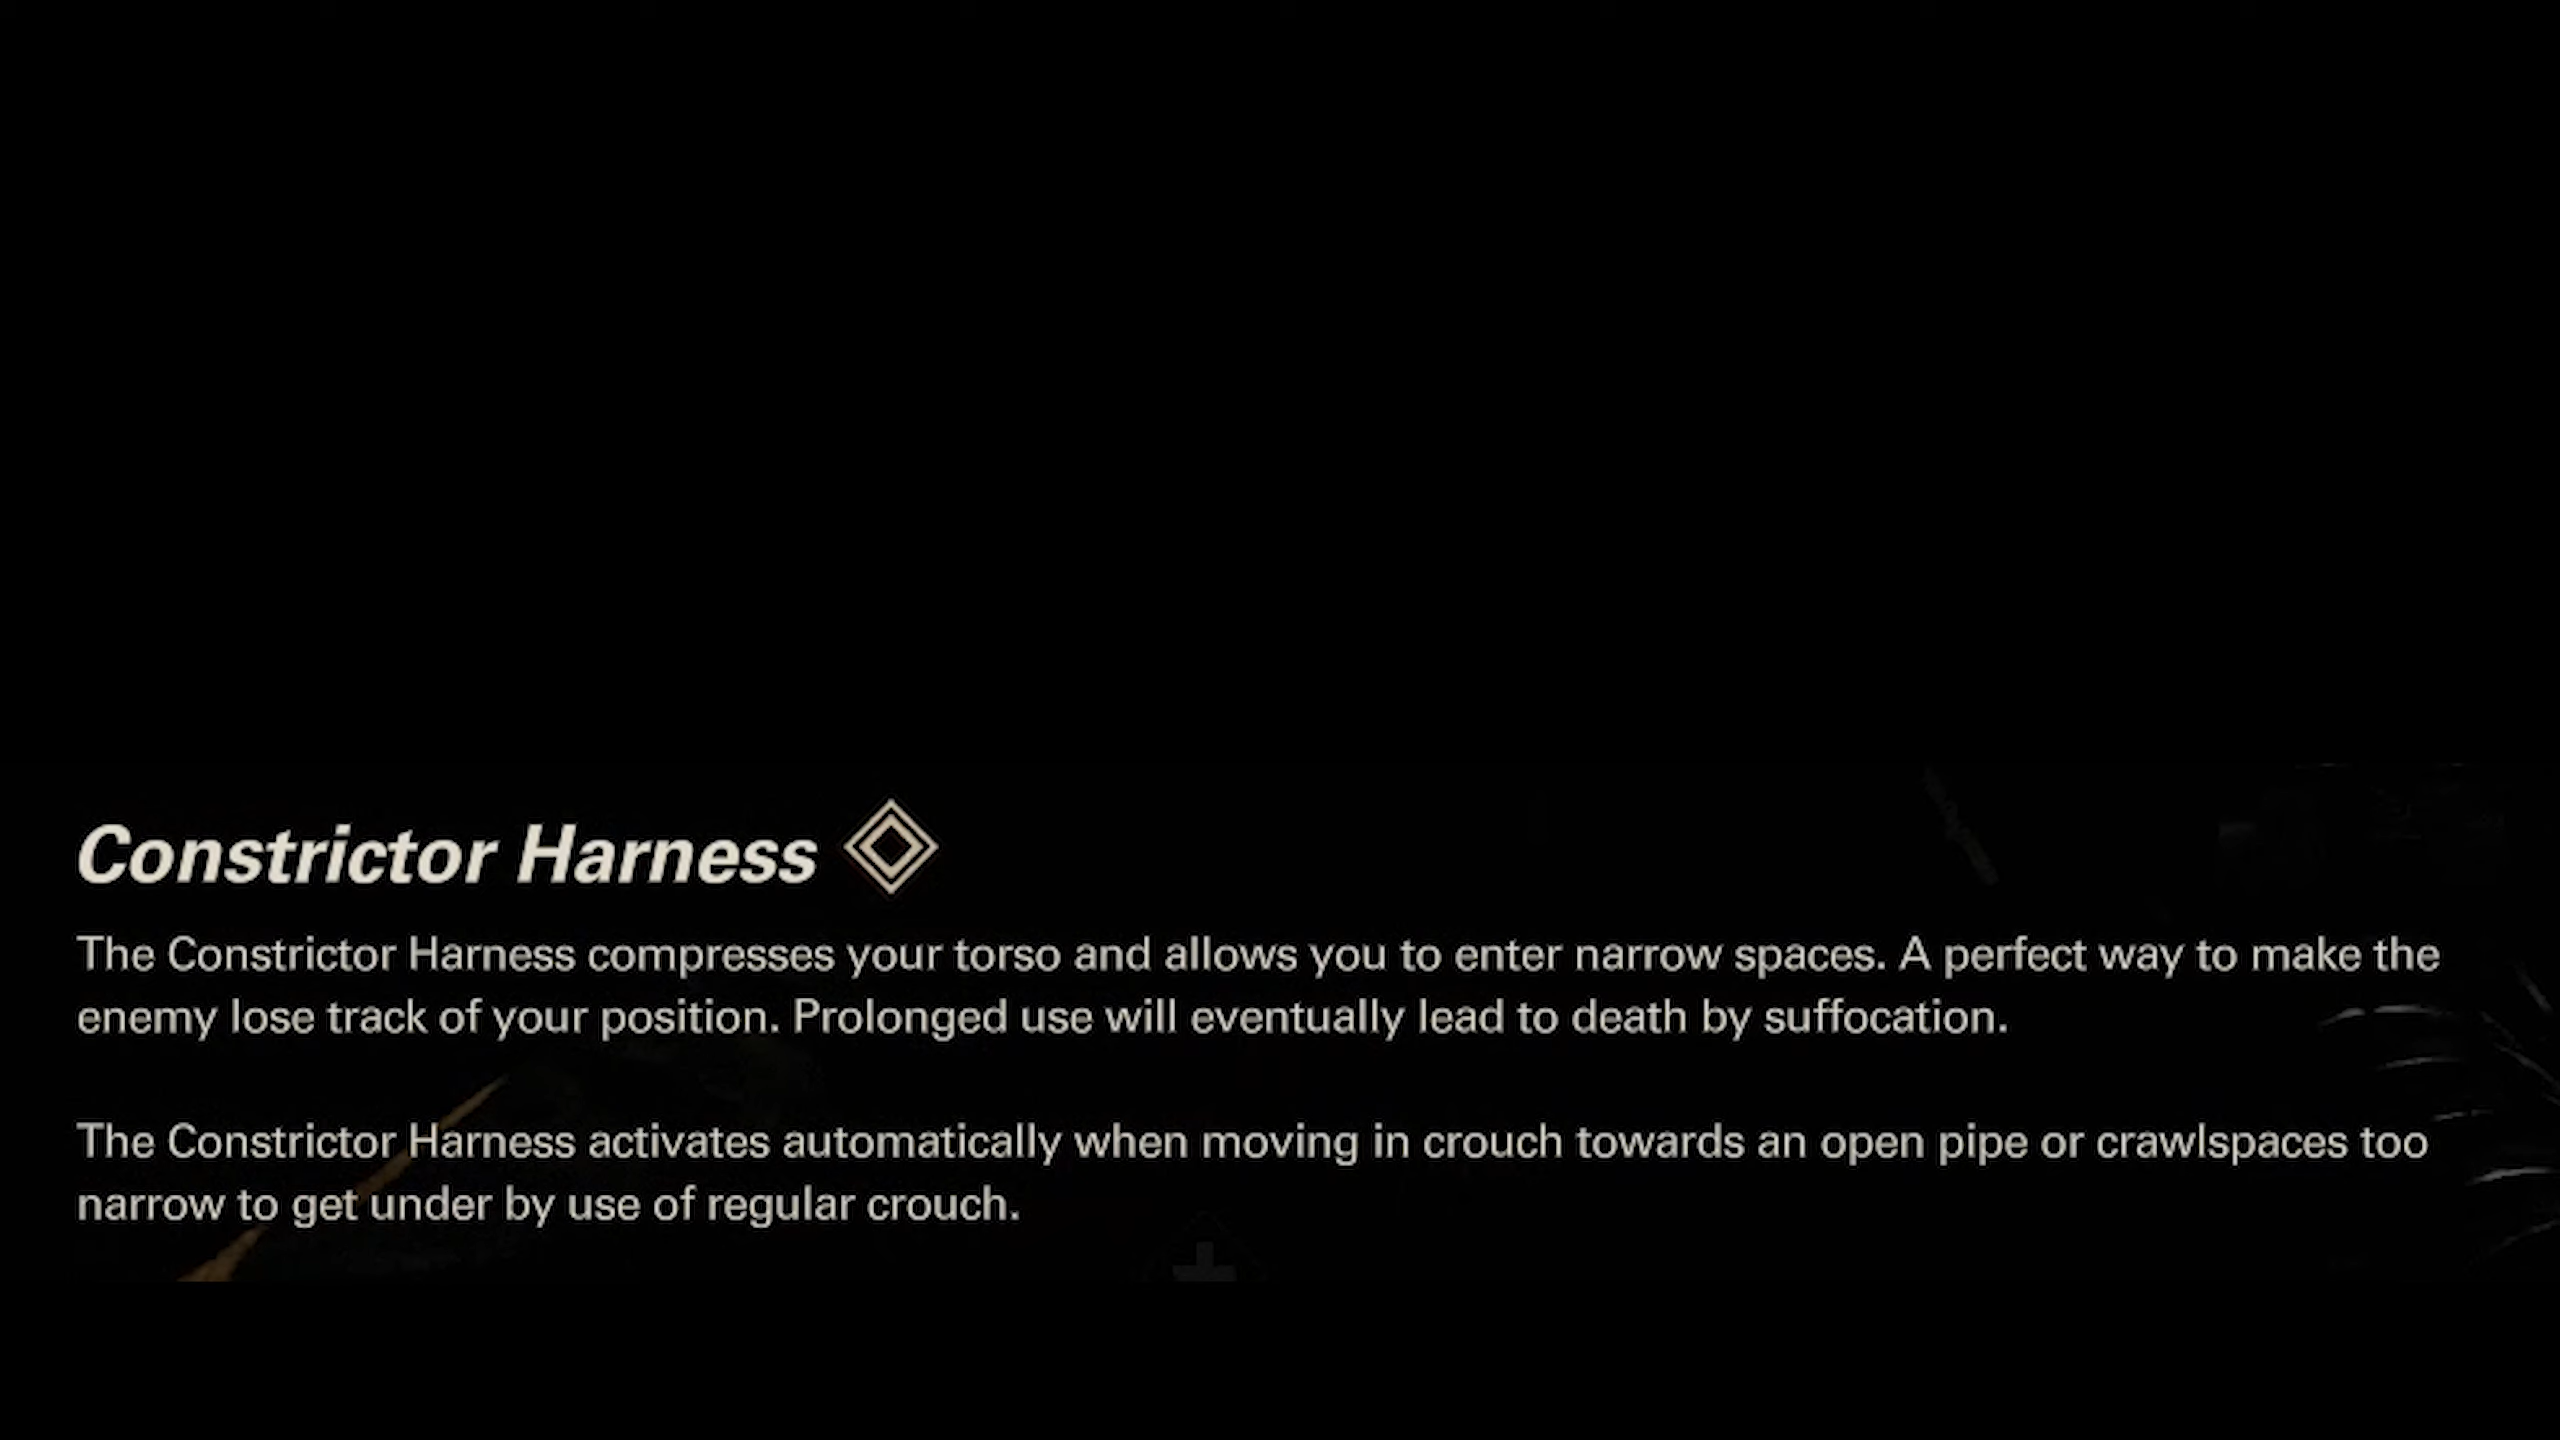 Constrictor Harness
The Constrictor Harness compresses your torso and allows you to enter narrow spaces. A perfect way to make the
enemy lose track of your position. Prolonged use will eventually lead to death by suffocation.
The Constrictor Harness activates automatically when moving in crouch towards an open pipe or crawlspaces too
narrow to get under by use of regular crouch.